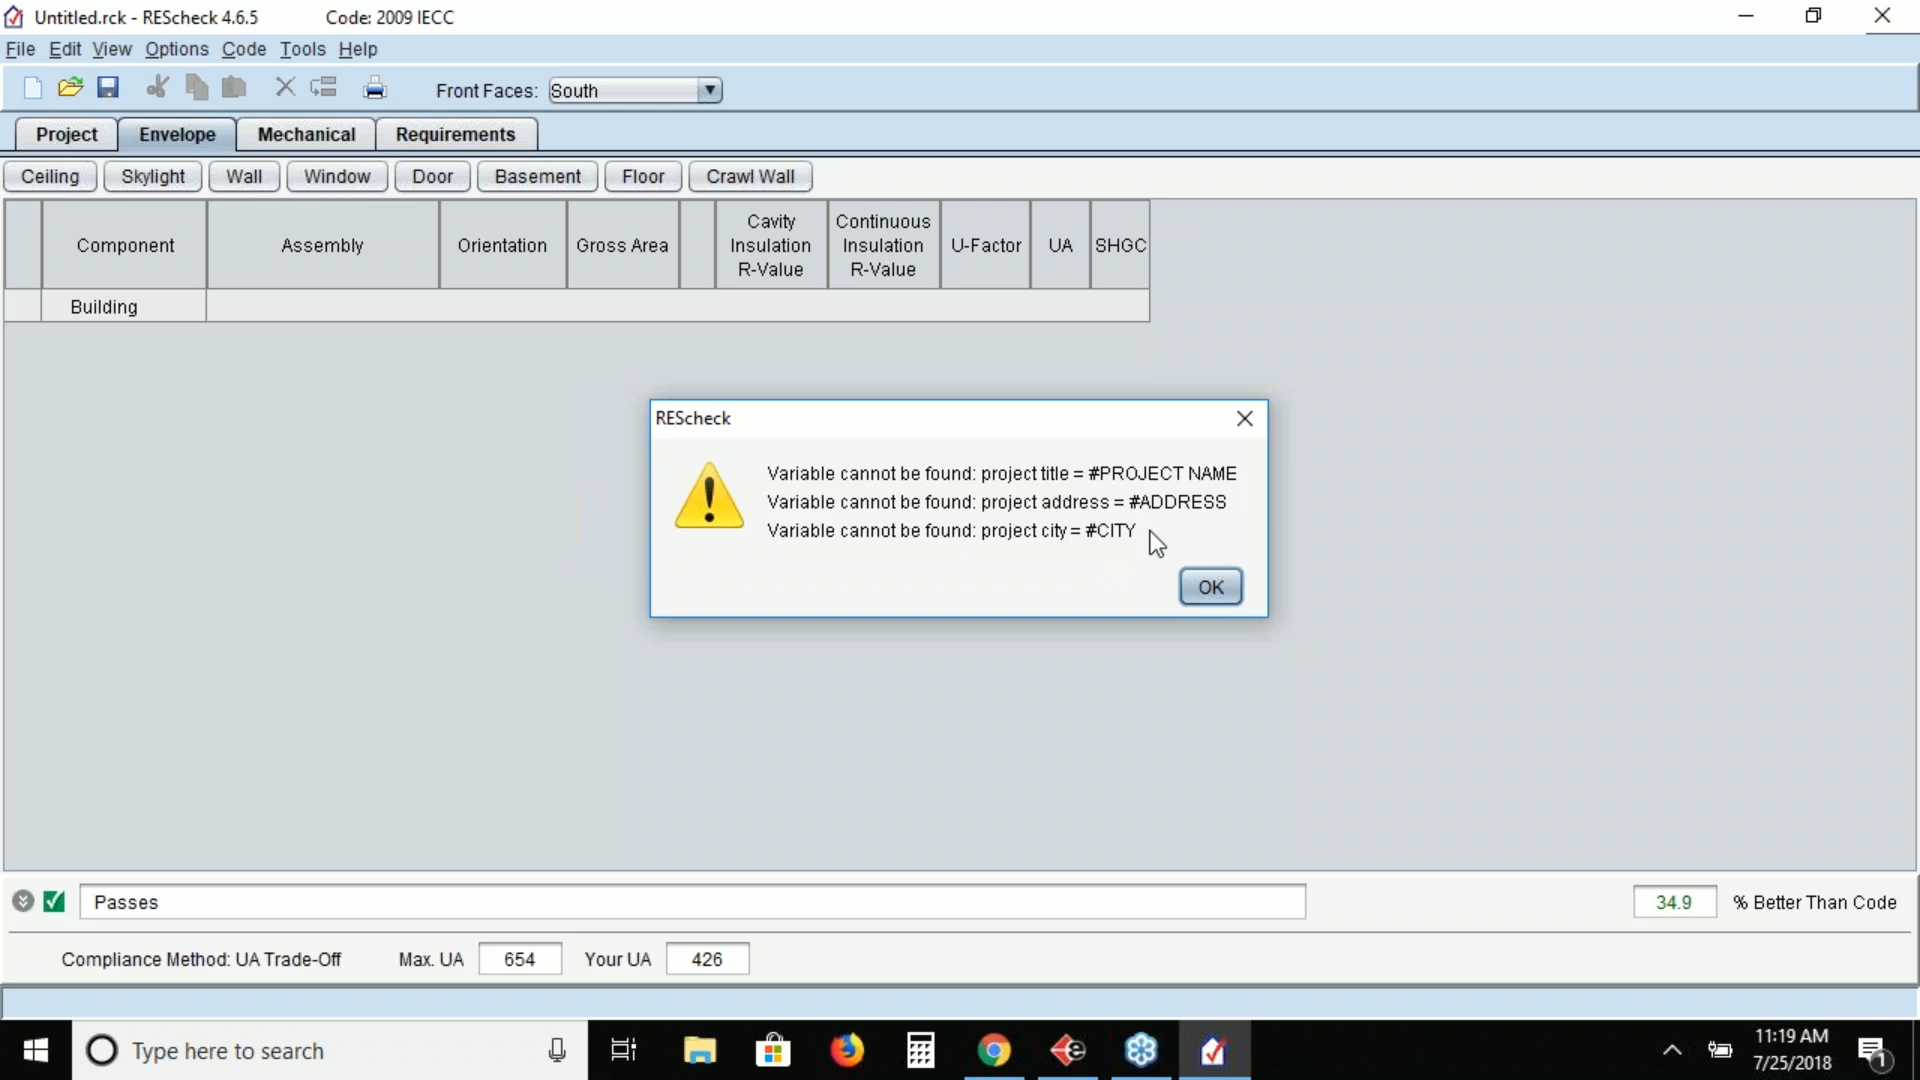 Untitled.rck - REScheck 4.6.5 Code: 2009 IECC
File Edit View Options Code Tools Help
Front Faces: South
Project Envelope Mechanical Requirements
Ceiling Skylight Wall Window Door Basement Floor Crawl Wall
Component Assembly Orientation Gross Area Cavity Insulation R-Value Continuous Insulation R-Value U-Factor UA SHGC
Building
REScheck
Variable cannot be found: project title = #PROJECT NAME
Variable cannot be found: project address = #ADDRESS
Variable cannot be found: project city = #CITY
OK
Passes 34.9 % Better Than Code
Compliance Method: UA Trade-Off Max. UA 654 Your UA 426
Type here to search
11:19 AM
7/25/2018
1